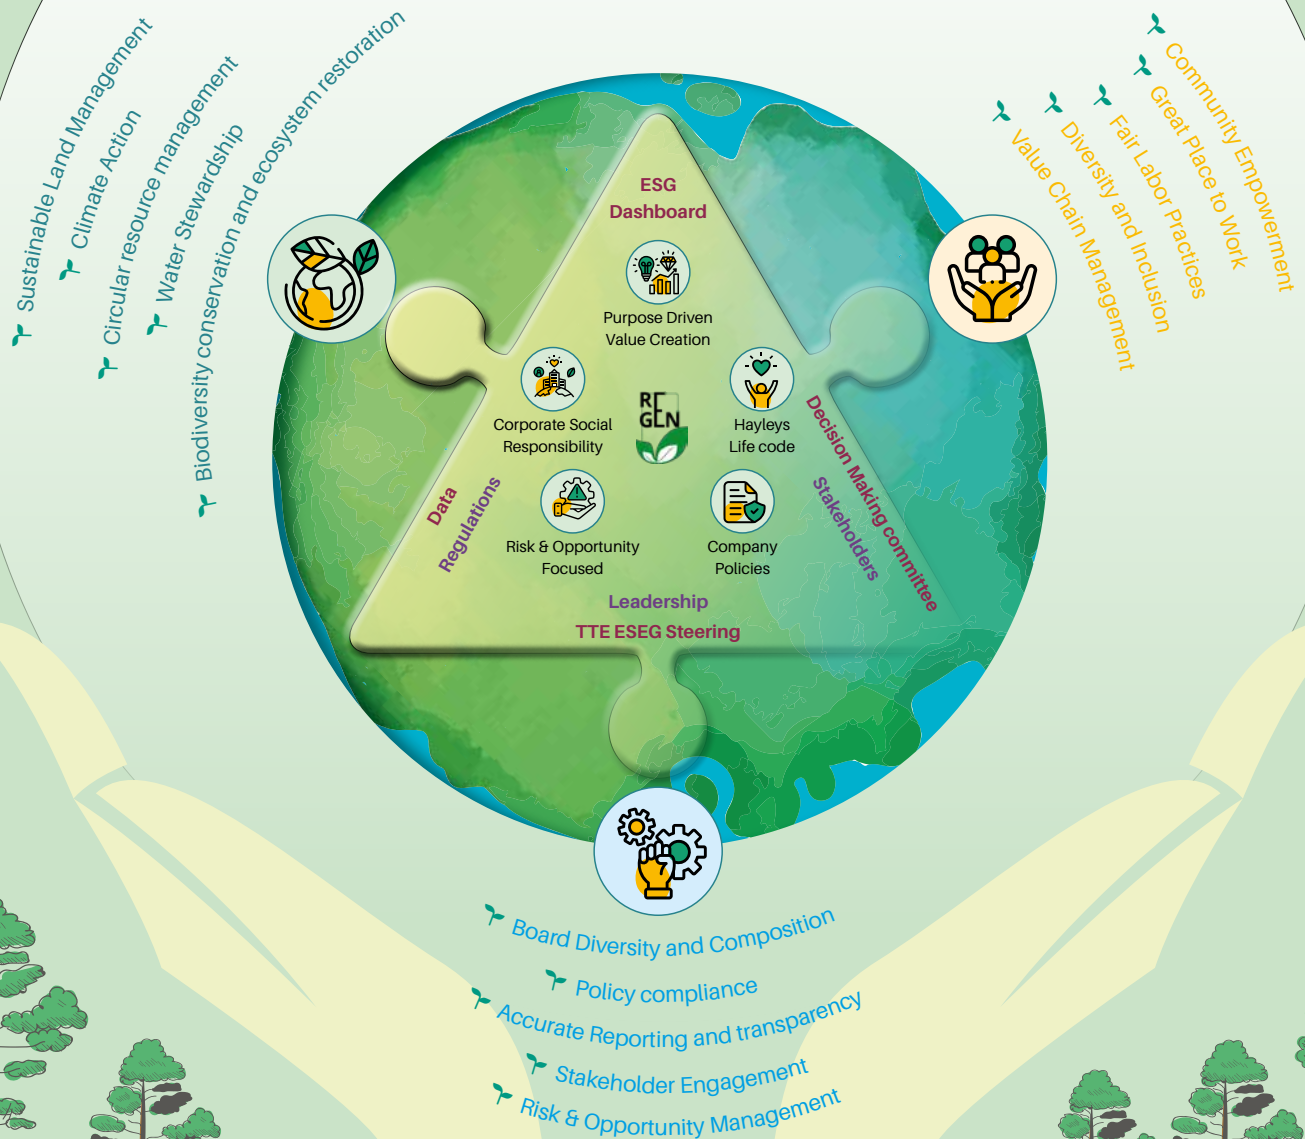 Sustainable Land Management
Climate Action
Circular resource management
Water Stewardship
Biodiversity conservation and ecosystem restoration
Community Empowerment
Great Place to Work
Fair Labor Practices
Diversity and Inclusion
Value Chain Management
ESG
Dashboard
Purpose Driven
Value Creation
Corporate Social
Responsibility
RE
GEN
Hayleys
Life code
Data
Regulations
Decision Making committee
Stakeholders
Risk & Opportunity
Focused
Company
Policies
Leadership
TTE ESEG Steering
Board Diversity and Composition
Policy compliance
Accurate Reporting and transparency
Stakeholder Engagement
Risk & Opportunity Management